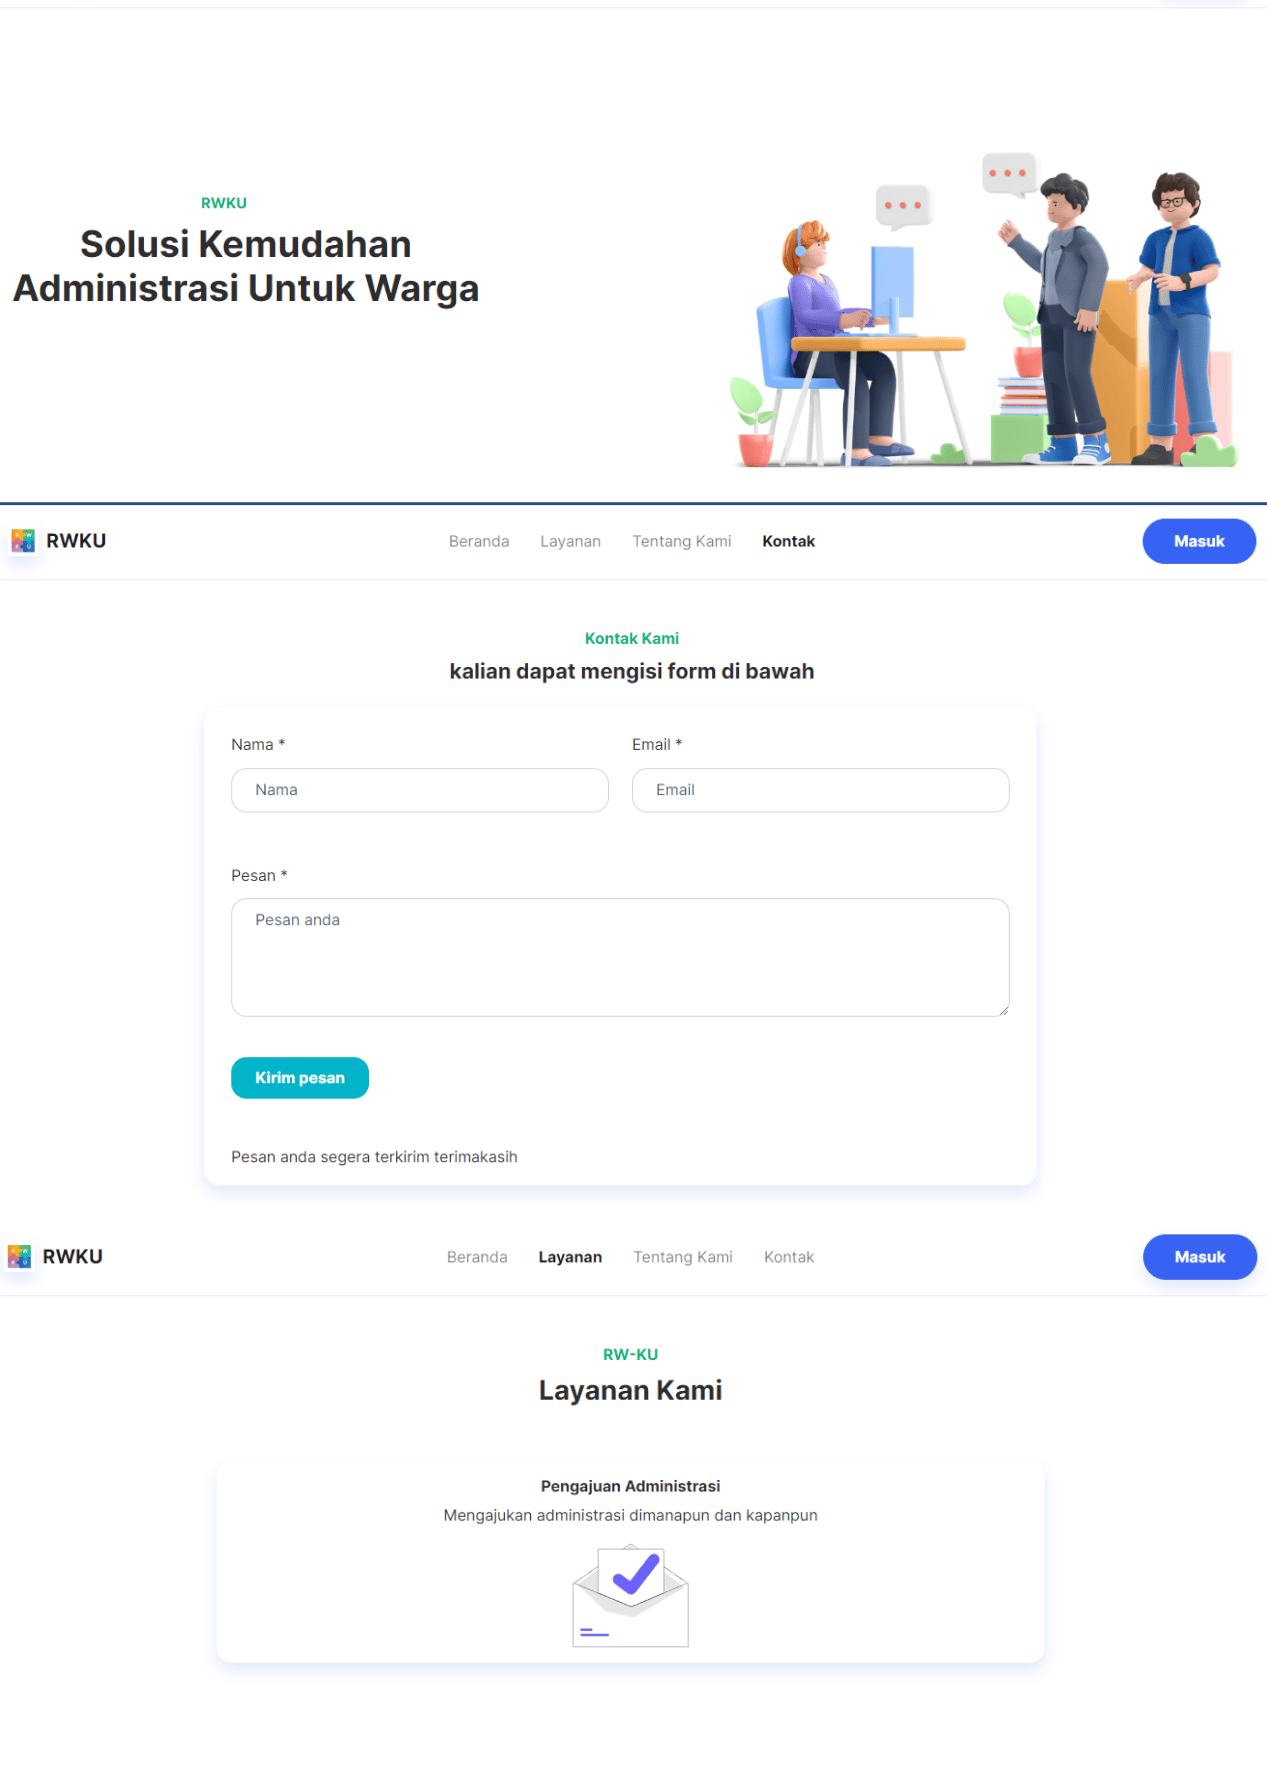 RWKU
Solusi Kemudahan
Administrasi Untuk Warga
RWKU
Beranda
Layanan
Tentang Kami
Kontak
Masuk
Kontak Kami
kalian dapat mengisi form di bawah
Nama *
Email *
Nama
Email
Pesan *
Pesan anda
Kirim pesan
Pesan anda segera terkirim terimakasih
RWKU
Beranda
Layanan
Tentang Kami
Kontak
Masuk
RW-KU
Layanan Kami
Pengajuan Administrasi
Mengajukan administrasi dimanapun dan kapanpun